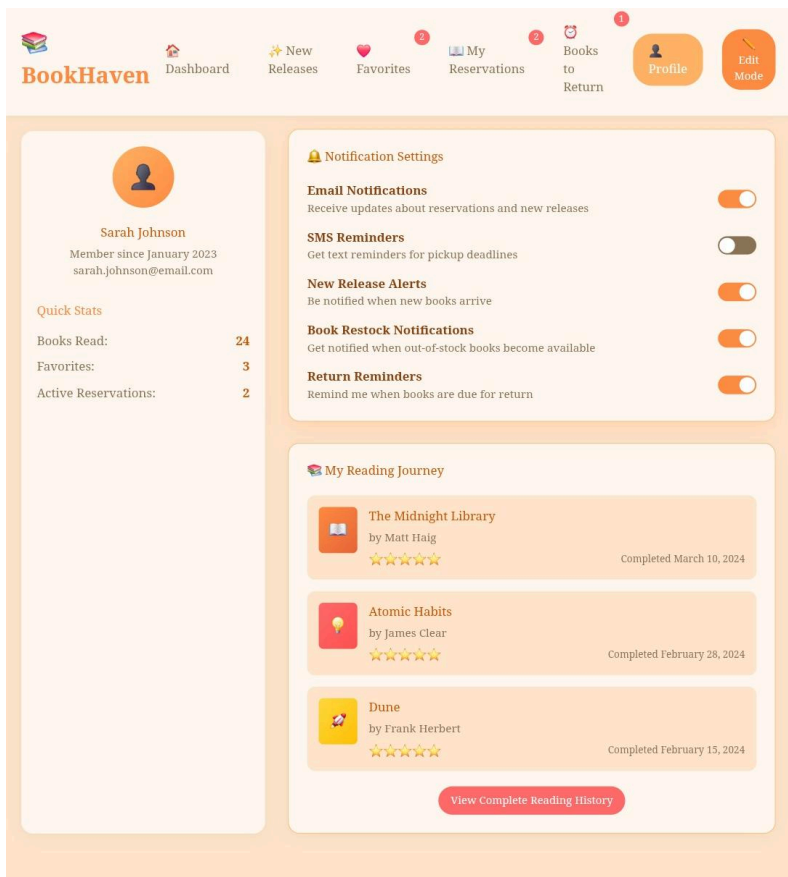 BookHaven
Dashboard
New
Releases
2
Favorites
2
My
Reservations
1
Books
to
Return
Profile
Edit
Mode
Sarah Johnson
Member since January 2023
sarah.johnson@email.com
Quick Stats
Books Read: 24
Favorites: 3
Active Reservations: 2
Notification Settings
Email Notifications
Receive updates about reservations and new releases
SMS Reminders
Get text reminders for pickup deadlines
New Release Alerts
Be notified when new books arrive
Book Restock Notifications
Get notified when out-of-stock books become available
Return Reminders
Remind me when books are due for return
My Reading Journey
The Midnight Library
by Matt Haig
Completed March 10, 2024
Atomic Habits
by James Clear
Completed February 28, 2024
Dune
by Frank Herbert
Completed February 15, 2024
View Complete Reading History